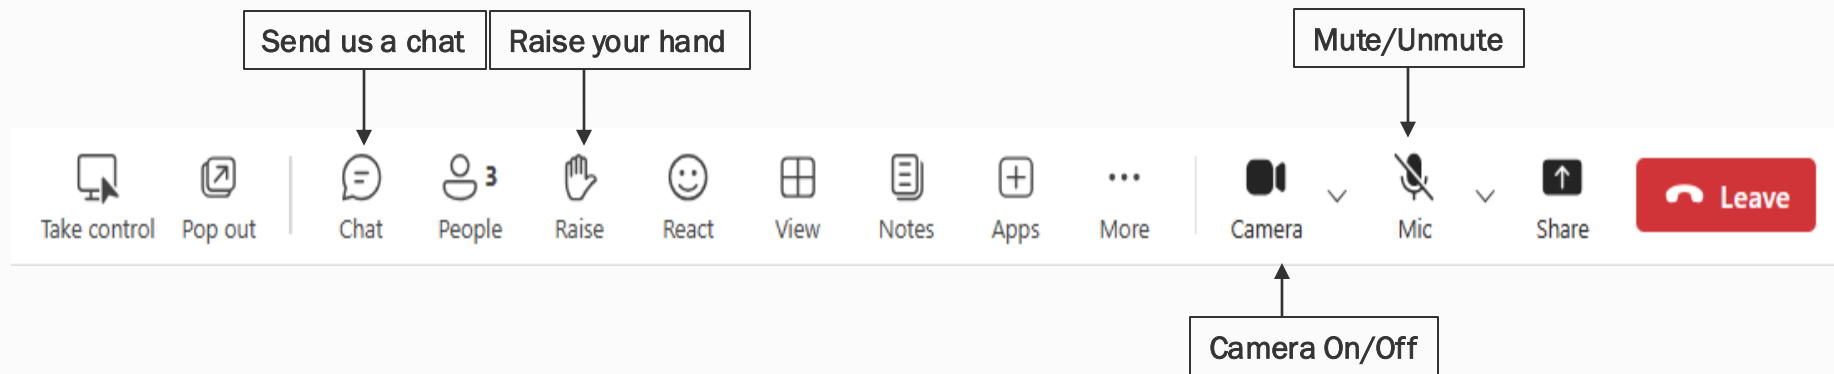 Send us a chat
Raise your hand
Mute/Unmute
3
Take control
Pop out
Chat
People
Raise
React
View
Notes
Apps
More
Camera
Mic
Share
Leave
Camera On/Off